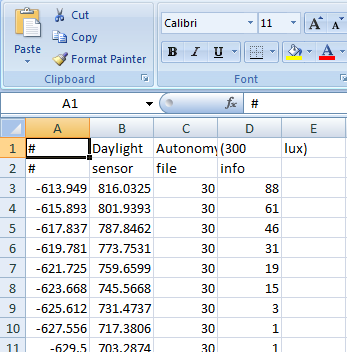 Cut
Calibri 11 A A
Copy
Paste Format Painter
B I U A
Clipboard Font
A1 fx #
A B C D E
1 # Daylight Autonomy (300 lux)
2 # sensor file info
3 -613.949 816.0325 30 88
4 -615.893 801.9393 30 61
5 -617.837 787.8462 30 46
6 -619.781 773.7531 30 31
7 -621.725 759.6599 30 19
8 -623.668 745.5668 30 15
9 -625.612 731.4737 30 3
10 -627.556 717.3806 30 1
11 -629.5 703.2874 30 1